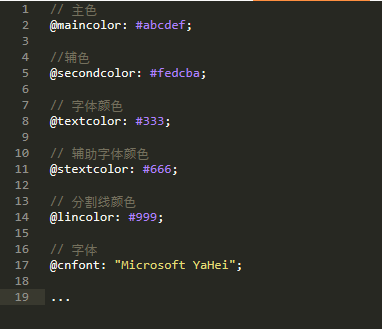 1 // 主色
2 @maincolor: #abcdef;
3
4 //辅色
5 @secondcolor: #fedcba;
6
7 // 字体颜色
8 @textcolor: #333;
9
10 // 辅助字体颜色
11 @stextcolor: #666;
12
13 // 分割线颜色
14 @lincolor: #999;
15
16 // 字体
17 @cnfont: "Microsoft YaHei";
18
19 ...